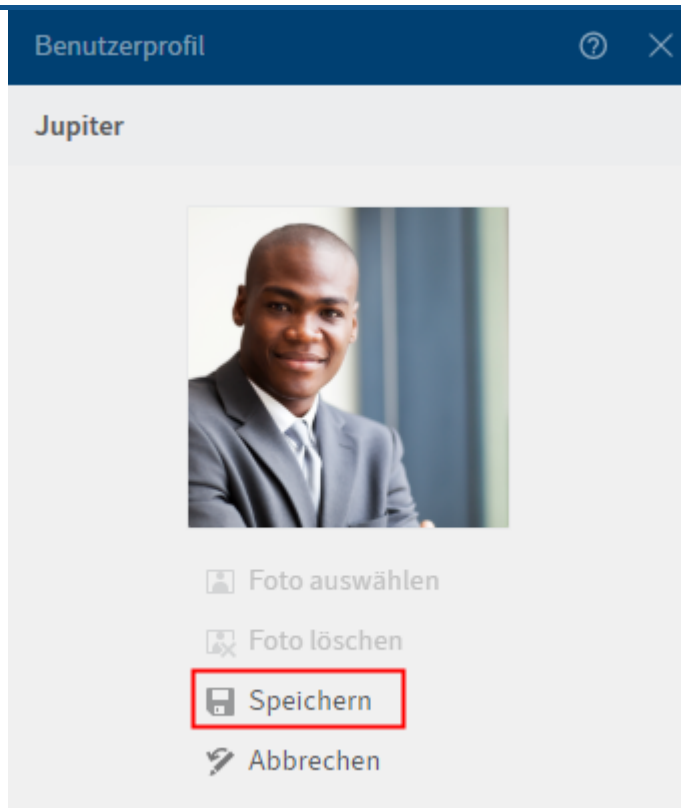 Benutzerprofil
Jupiter
Foto auswählen
Foto löschen
Speichern
Abbrechen